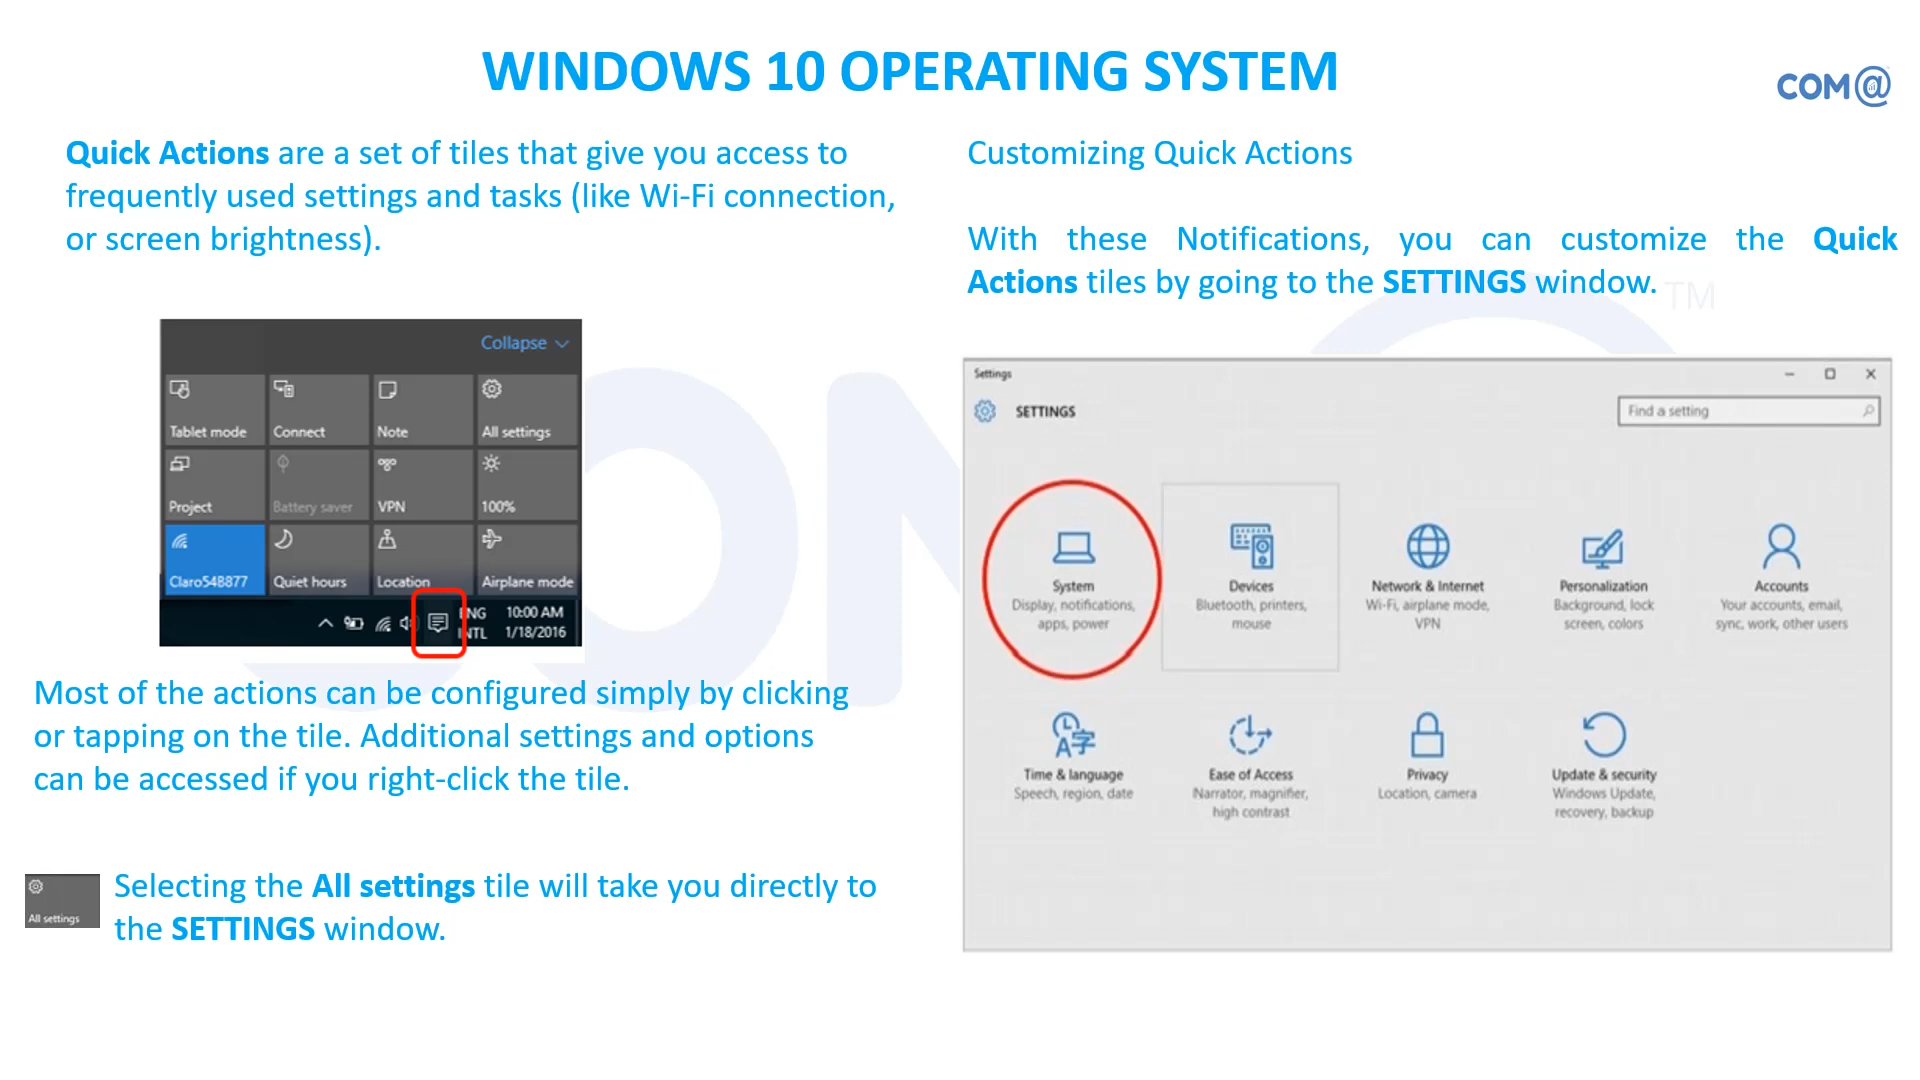 WINDOWS 10 OPERATING SYSTEM
COM@
Quick Actions are a set of tiles that give you access to
frequently used settings and tasks (like Wi-Fi connection,
or screen brightness).
Collapse
Tablet mode
Connect
Note
All settings
Project
Battery saver
VPN
100%
Claro54B877
Quiet hours
Location
Airplane mode
ENG
INTL
10:00 AM
1/18/2016
Most of the actions can be configured simply by clicking
or tapping on the tile. Additional settings and options
can be accessed if you right-click the tile.
All settings
Selecting the All settings tile will take you directly to
the SETTINGS window.
Customizing Quick Actions
With these Notifications, you can customize the Quick
Actions tiles by going to the SETTINGS window.
TM
Settings
SETTINGS
Find a setting
System
Display, notifications,
apps, power
Devices
Bluetooth, printers,
mouse
Network & Internet
Wi-Fi, airplane mode,
VPN
Personalization
Background, lock
screen, colors
Accounts
Your accounts, email,
sync, work, other users
Time & language
Speech, region, date
Ease of Access
Narrator, magnifier,
high contrast
Privacy
Location, camera
Update & security
Windows Update,
recovery, backup